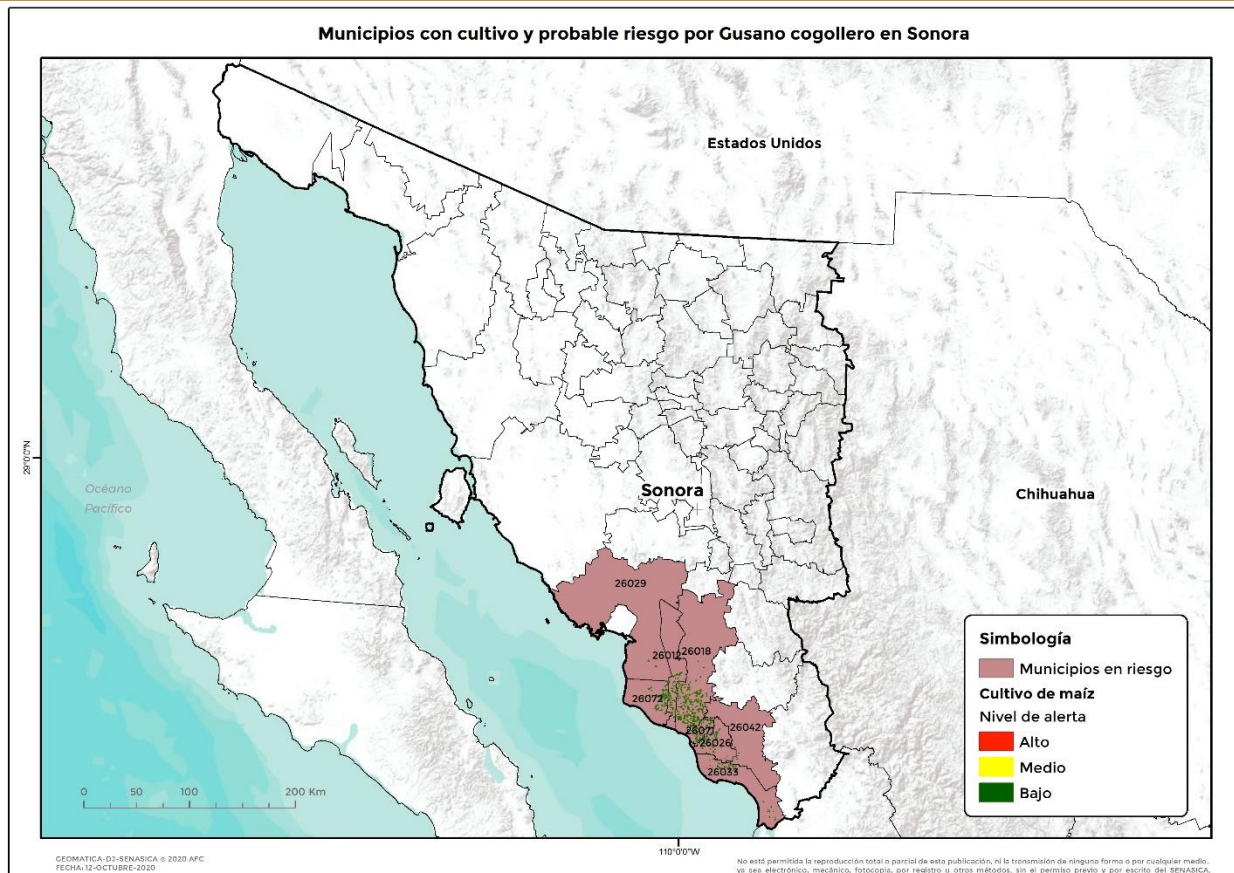 Municipios con cultivo y probable riesgo por Gusano cogollero en Sonora
Estados Unidos
29°0'0"N
Océano
Pacífico
Sonora
Chihuahua
26029
26012
26018
26072
26071
26026
26042
26033
Simbología
Municipios en riesgo
Cultivo de maíz
Nivel de alerta
Alto
Medio
Bajo
0 50 100 200 Km
110°0'0"W
GEOMATICA-DJ-SENASICA © 2020 AFC
FECHA: 12-OCTUBRE-2020
No está permitida la reproducción total o parcial de esta publicación, ni la transmisión de ninguna forma o por cualquier medio,
ya sea electrónico, mecánico, fotocopia, por registro u otros métodos, sin el permiso previo y por escrito del SENASICA.